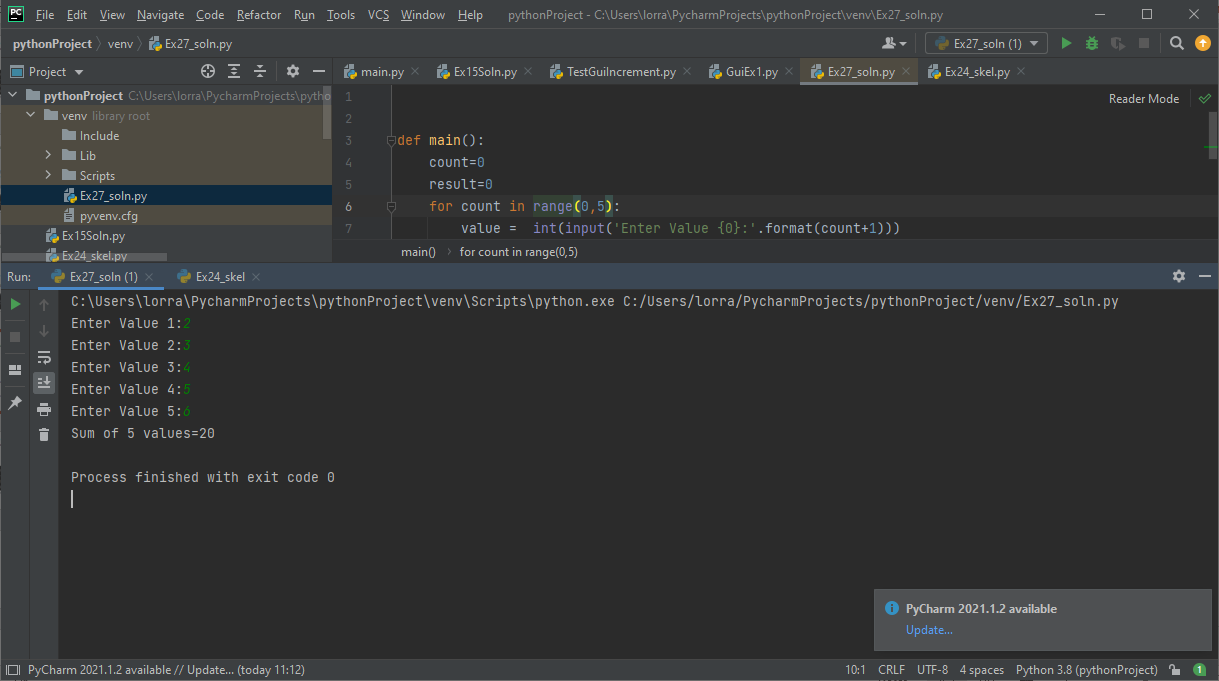 PC File Edit View Navigate Code Refactor Run Tools VCS Window Help pythonProject - C:\Users\lorra\PycharmProjects\pythonProject\venv\Ex27_soln.py
pythonProject venv Ex27_soln.py Ex27_soln (1)
Project main.py Ex15Soln.py TestGuiIncrement.py GuiEx1.py Ex27_soln.py Ex24_skel.py
pythonProject C:\Users\lorra\PycharmProjects\pytho
venv library root
Include
Lib
Scripts
Ex27_soln.py
pyvenv.cfg
Ex15Soln.py
Ex24_skel.py
Reader Mode
1
2
3 def main():
4 count=0
5 result=0
6 for count in range(0,5):
7 value =  int(input('Enter Value {0}:'.format(count+1)))
main() for count in range(0,5)
Run: Ex27_soln (1) Ex24_skel
C:\Users\lorra\PycharmProjects\pythonProject\venv\Scripts\python.exe C:/Users/lorra/PycharmProjects/pythonProject/venv/Ex27_soln.py
Enter Value 1:2
Enter Value 2:3
Enter Value 3:4
Enter Value 4:5
Enter Value 5:6
Sum of 5 values=20
Process finished with exit code 0
PyCharm 2021.1.2 available
Update...
PyCharm 2021.1.2 available // Update... (today 11:12) 10:1 CRLF UTF-8 4 spaces Python 3.8 (pythonProject) 1